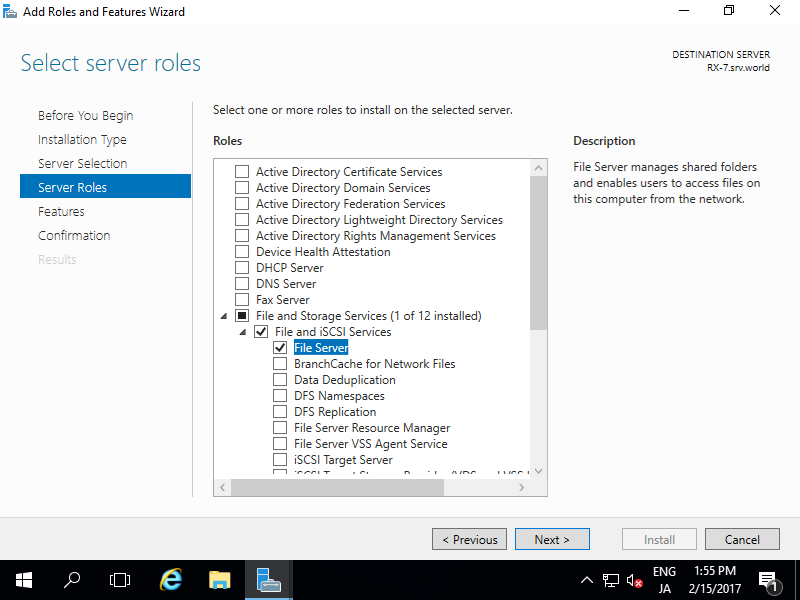 Add Roles and Features Wizard
Select server roles
DESTINATION SERVER
RX-7.srv.world
Before You Begin
Installation Type
Server Selection
Server Roles
Features
Confirmation
Results
Select one or more roles to install on the selected server.
Roles
Active Directory Certificate Services
Active Directory Domain Services
Active Directory Federation Services
Active Directory Lightweight Directory Services
Active Directory Rights Management Services
Device Health Attestation
DHCP Server
DNS Server
Fax Server
File and Storage Services (1 of 12 installed)
File and iSCSI Services
File Server
BranchCache for Network Files
Data Deduplication
DFS Namespaces
DFS Replication
File Server Resource Manager
File Server VSS Agent Service
iSCSI Target Server
Description
File Server manages shared folders
and enables users to access files on
this computer from the network.
< Previous
Next >
Install
Cancel
ENG
JA
1:55 PM
2/15/2017
1